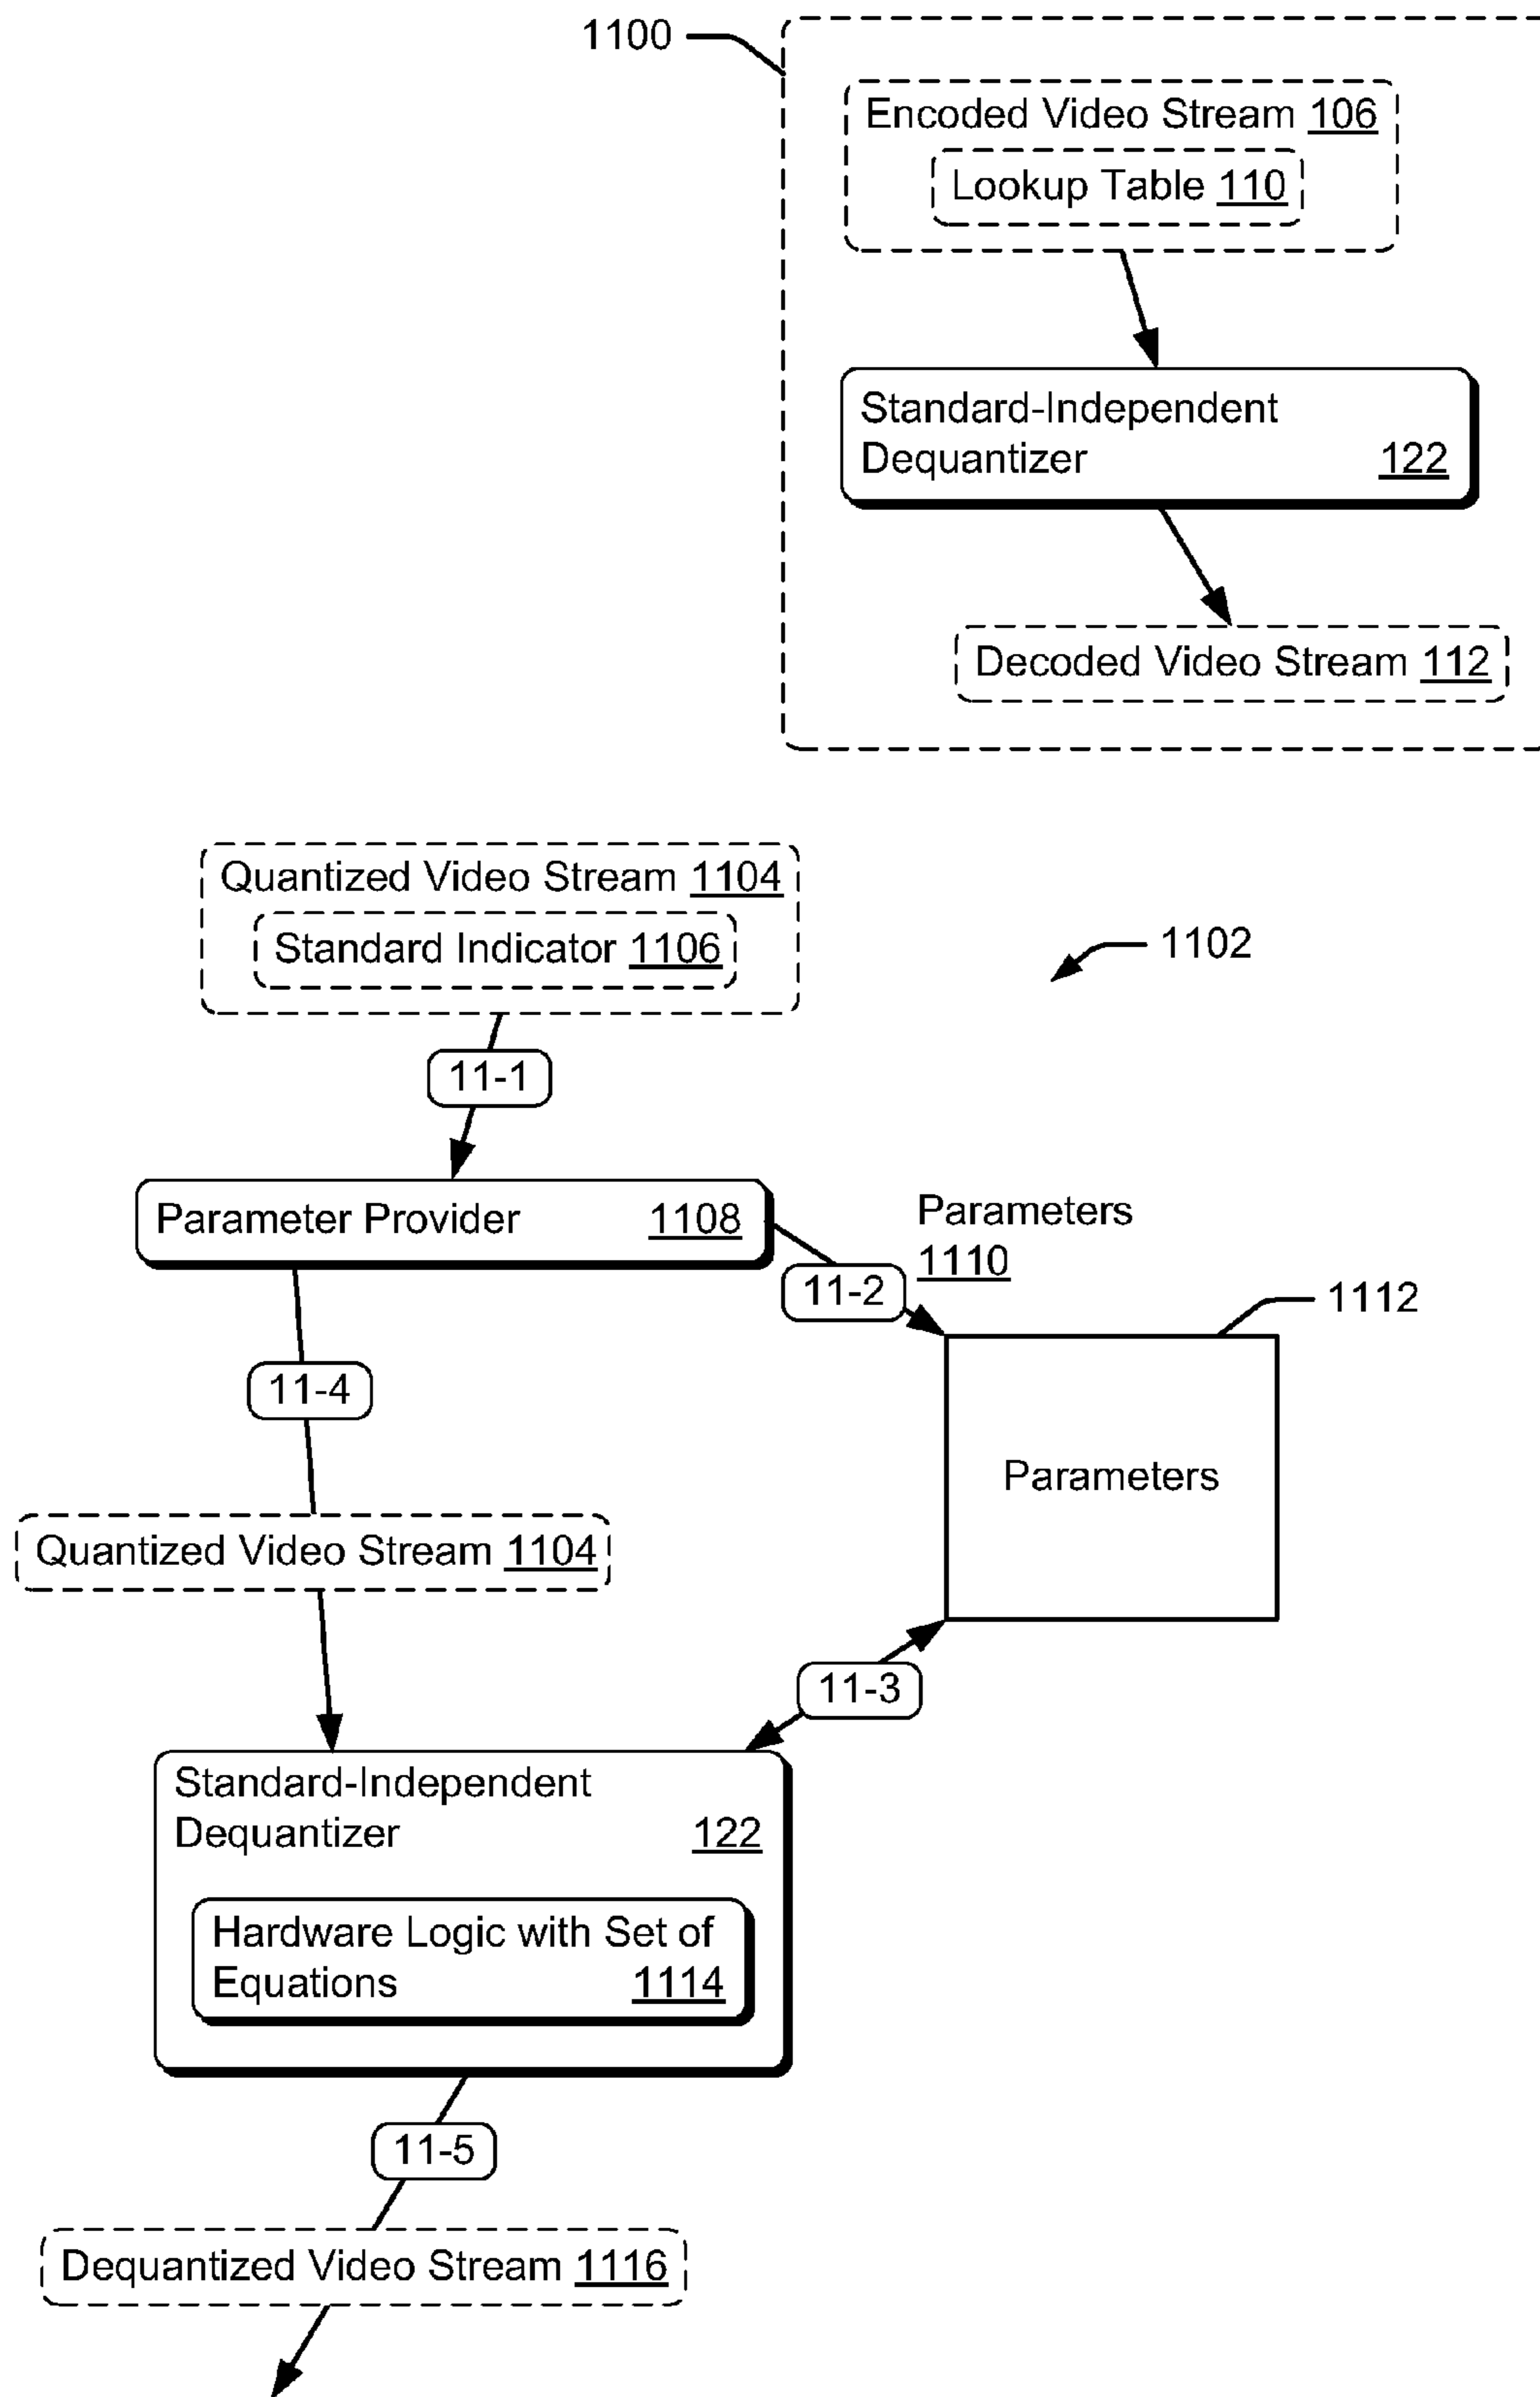 1100
Encoded Video Stream 106
Lookup Table 110
Standard-Independent
Dequantizer 122
Decoded Video Stream 112
Quantized Video Stream 1104
Standard Indicator 1106
1102
11-1
Parameter Provider 1108
Parameters
1110
11-2
1112
11-4
Parameters
Quantized Video Stream 1104
11-3
Standard-Independent
Dequantizer 122
Hardware Logic with Set of
Equations 1114
11-5
Dequantized Video Stream 1116